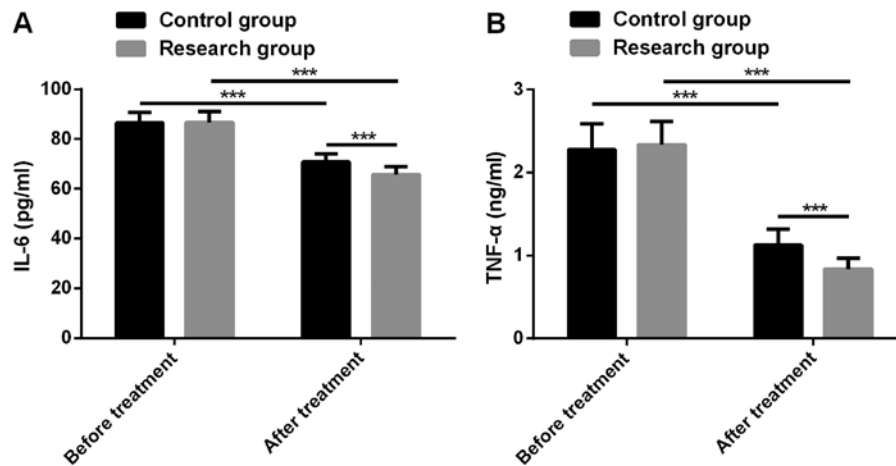 A
Control group
Research group
IL-6 (pg/ml)
100
80
60
40
20
0
***
***
***
Before treatment
After treatment
B
Control group
Research group
TNF-α (ng/ml)
3
2
1
0
***
***
***
Before treatment
After treatment